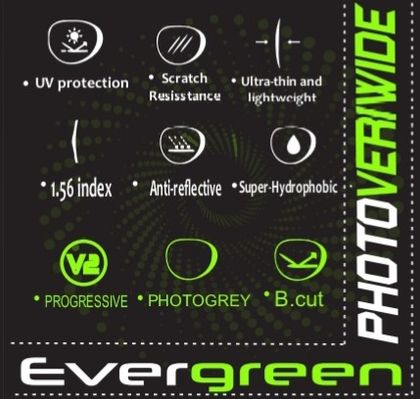 • UV protection
• Scratch
Resisstance
• Ultra-thin and
lightweight
• 1.56 index
• Anti-reflective
• Super-Hydrophobic
V2
• PROGRESSIVE
• PHOTOGREY
• B.cut
PHOTOVERIWIDE
Evergreen